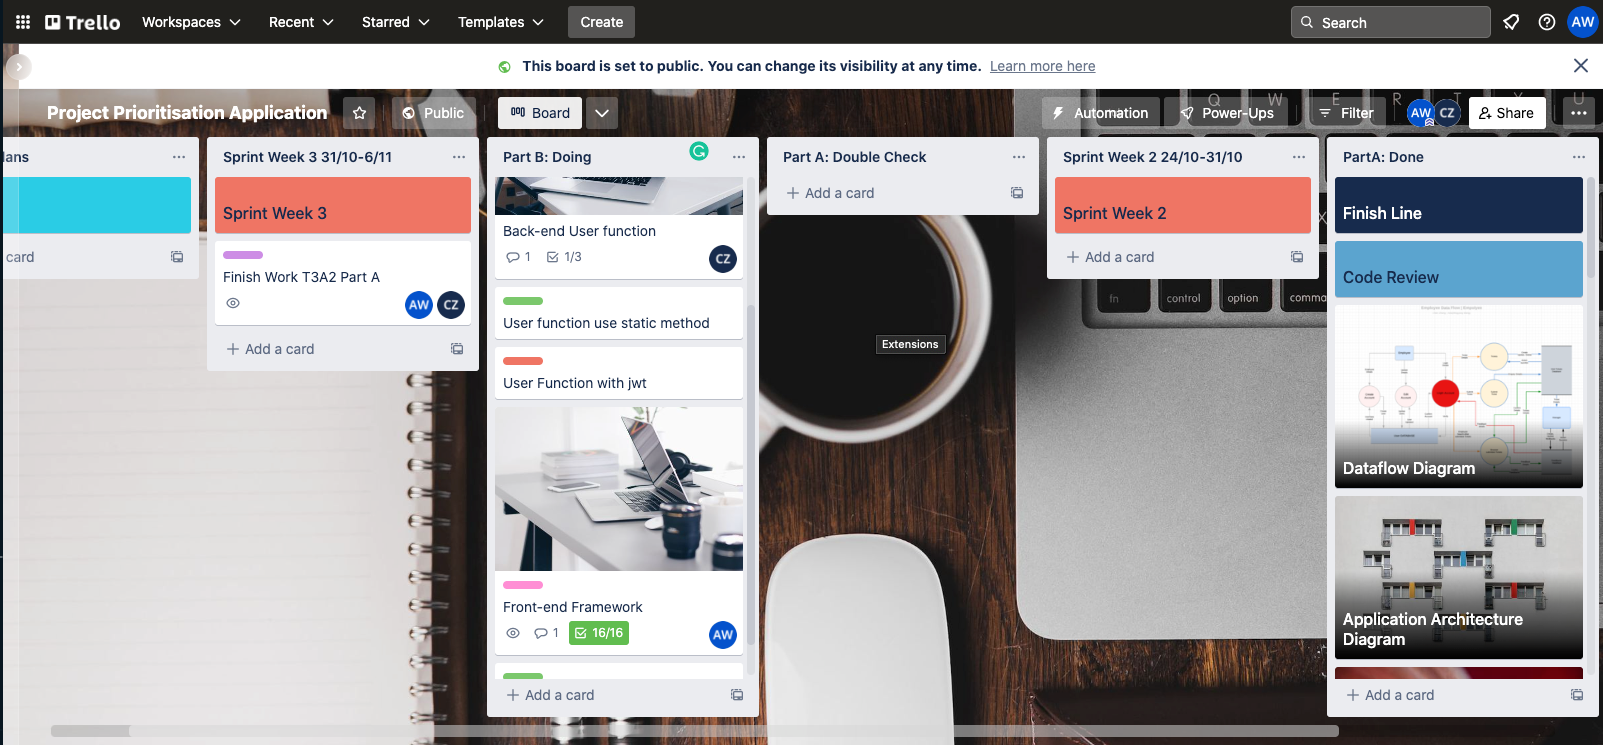 Trello
Workspaces
Recent
Starred
Templates
Create
Search
AW
This board is set to public. You can change its visibility at any time. Learn more here
Project Prioritisation Application
Public
Board
Automation
Power-Ups
Filter
AW
CZ
Share
lans
card
Sprint Week 3 31/10-6/11
Sprint Week 3
Finish Work T3A2 Part A
AW
CZ
Add a card
Part B: Doing
Back-end User function
1
1/3
CZ
User function use static method
User Function with jwt
Front-end Framework
1
16/16
AW
Add a card
Part A: Double Check
Add a card
Extensions
Sprint Week 2 24/10-31/10
Sprint Week 2
Add a card
Q W E R T Y U
X
fn
control
option
comma
PartA: Done
Finish Line
Code Review
Dataflow Diagram
Application Architecture
Diagram
Add a card